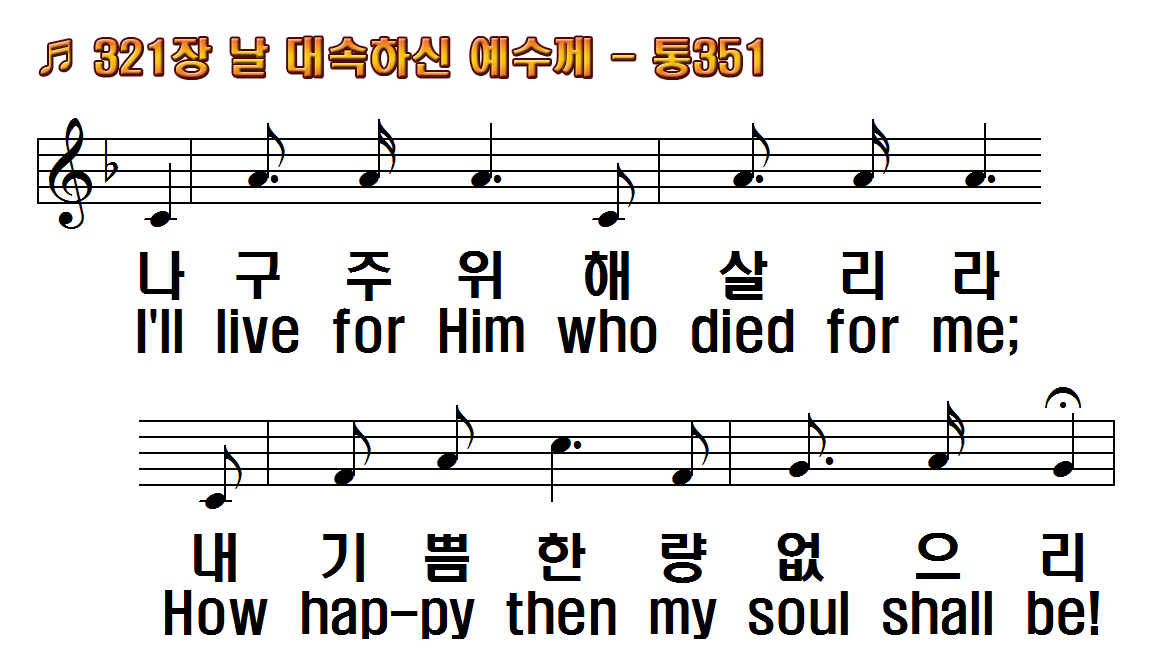 ♬ 321장 날 대속하신 예수께 - 통351
나 구 주 위 해 살 리 라
I'll live for Him who died for me;
내 기 쁨 한 량 없 으 리
How hap-py then my soul shall be!